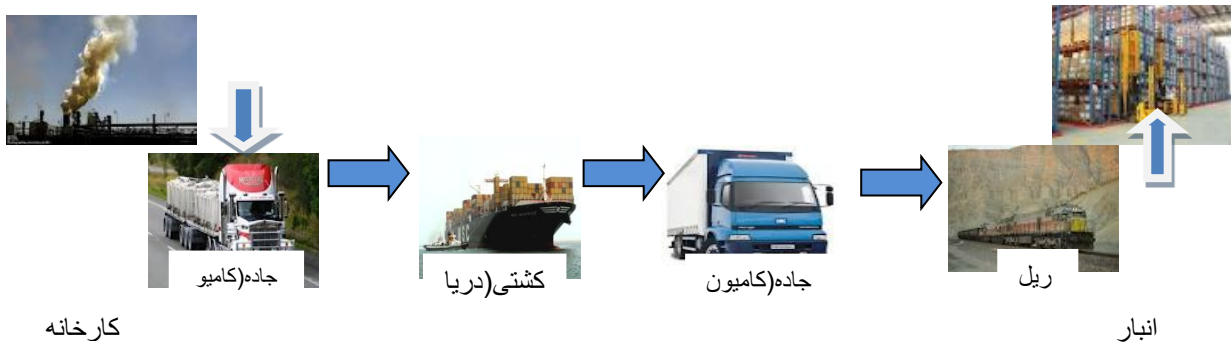 جاده(کامیو
کشتی(دریا
جاده(کامیون
ریل
کارخانه
انبار